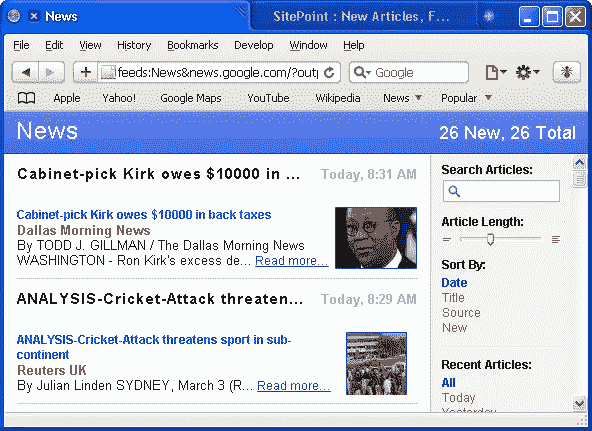 News
SitePoint : New Articles, F...
File Edit View History Bookmarks Develop Window Help
feeds:News&news.google.com/?out
Google
Apple Yahoo! Google Maps YouTube Wikipedia News Popular
News
26 New, 26 Total
Cabinet-pick Kirk owes $10000 in ...
Today, 8:31 AM
Cabinet-pick Kirk owes $10000 in back taxes
Dallas Morning News
By TODD J. GILLMAN / The Dallas Morning News
WASHINGTON - Ron Kirk's excess de... Read more...
ANALYSIS-Cricket-Attack threaten...
Today, 8:29 AM
ANALYSIS-Cricket-Attack threatens sport in sub-
continent
Reuters UK
By Julian Linden SYDNEY, March 3 (R... Read more...
Search Articles:
Article Length:
Sort By:
Date
Title
Source
New
Recent Articles:
All
Today
Yesterday